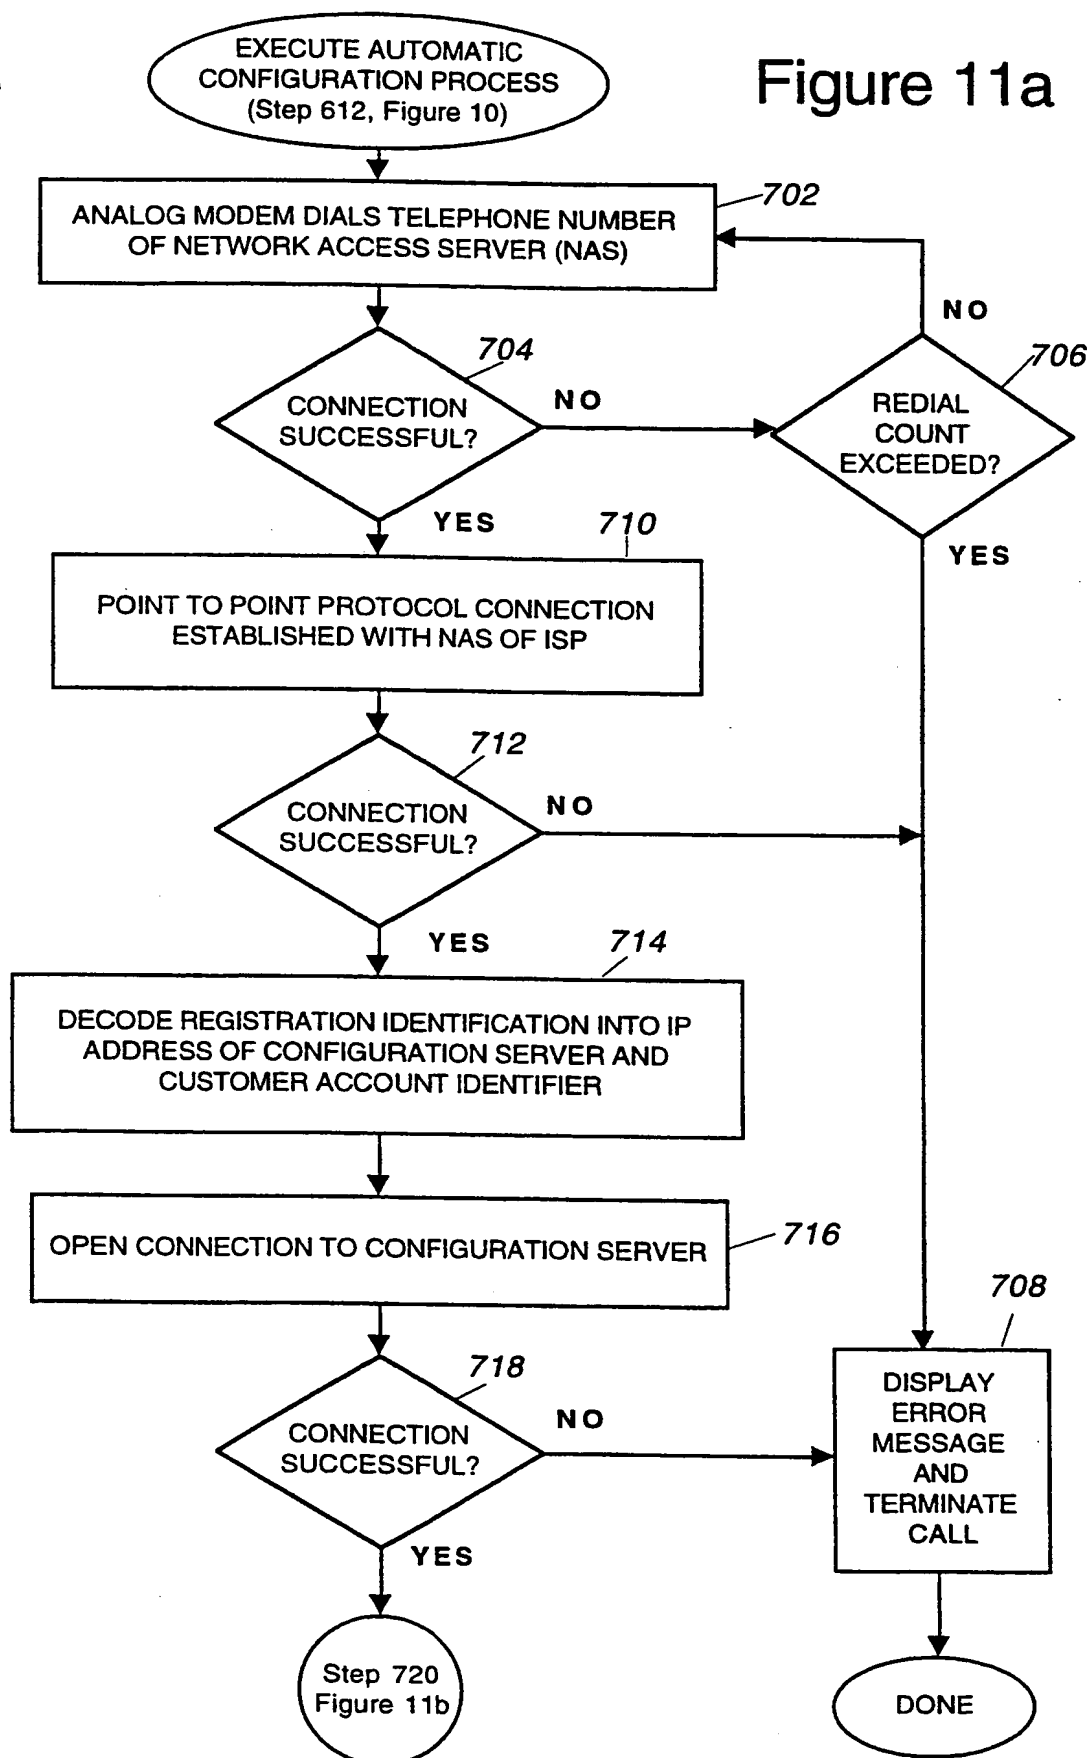 EXECUTE AUTOMATIC
CONFIGURATION PROCESS
(Step 612, Figure 10)
Figure 11a
702
ANALOG MODEM DIALS TELEPHONE NUMBER
OF NETWORK ACCESS SERVER (NAS)
NO
704
706
CONNECTION
SUCCESSFUL?
NO
REDIAL
COUNT
EXCEEDED?
YES
710
YES
POINT TO POINT PROTOCOL CONNECTION
ESTABLISHED WITH NAS OF ISP
712
CONNECTION
SUCCESSFUL?
NO
YES
714
DECODE REGISTRATION IDENTIFICATION INTO IP
ADDRESS OF CONFIGURATION SERVER AND
CUSTOMER ACCOUNT IDENTIFIER
OPEN CONNECTION TO CONFIGURATION SERVER
716
708
718
CONNECTION
SUCCESSFUL?
NO
DISPLAY
ERROR
MESSAGE
AND
TERMINATE
CALL
YES
Step 720
Figure 11b
DONE